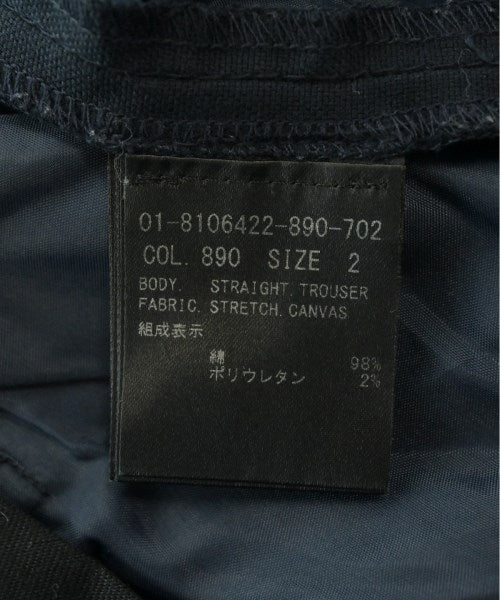 01-8106422-890-702
COL. 890 SIZE 2
BODY. STRAIGHT.TROUSER
FABRIC. STRETCH.CANVAS
組成表示
綿 98%
ポリウレタン 2%